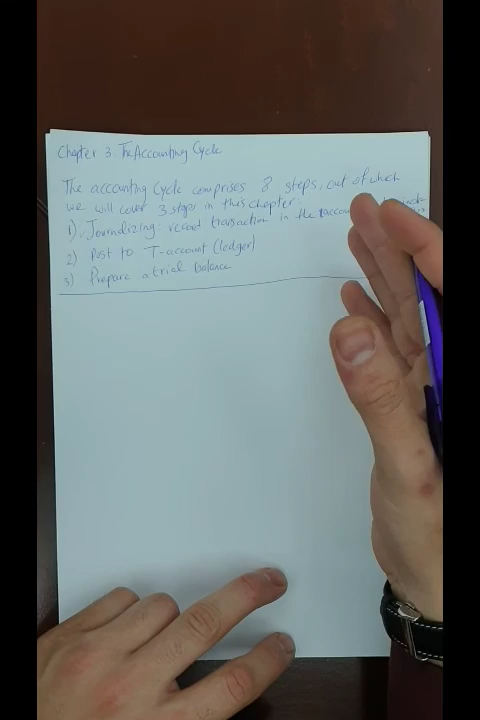 Chapter 3: The Accounting Cycle
The accounting cycle comprises 8 steps, out of which
we will cover 3 steps in this chapter:
1) Journalizing record transaction in the
2) Post to T-account (ledger)
3) Prepare a trial balance